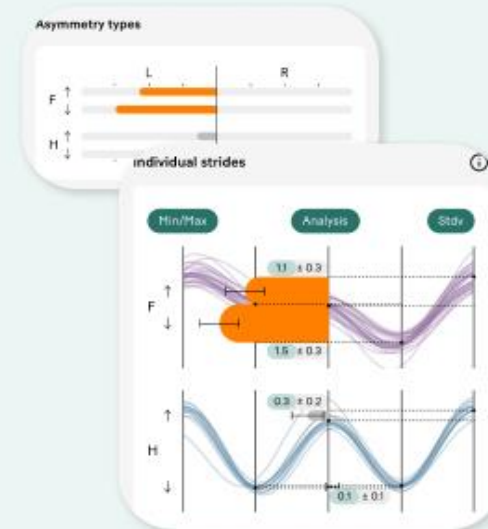 Asymmetry types
L R
F ↑
↓
H ↑
↓
Individual strides
Min/Max Analysis Stdv
1.1 ± 0.3
F ↑
↓
1.5 ± 0.3
0.3 ± 0.2
↑
H
↓
0.1 ± 0.1